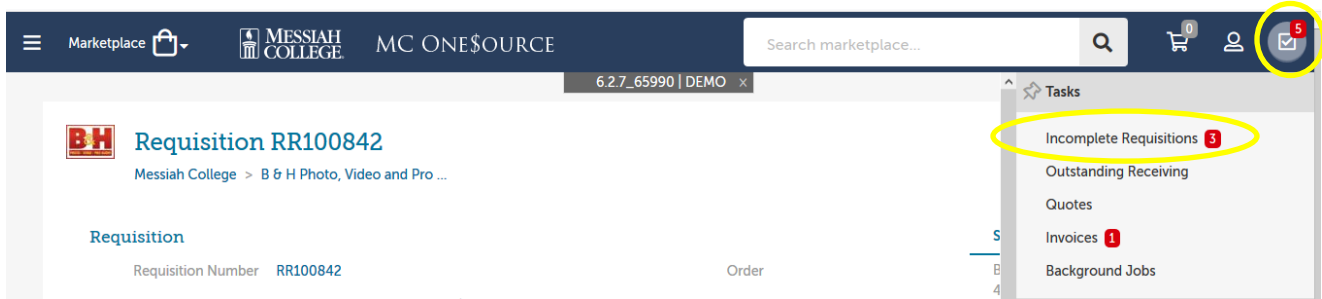 Marketplace
MESSIAH
COLLEGE
MC ONE$OURCE
Search marketplace...
0
5
6.2.7_65990 | DEMO ×
Tasks
B&H
Requisition RR100842
Messiah College > B & H Photo, Video and Pro ...
Incomplete Requisitions 3
Outstanding Receiving
Quotes
Invoices 1
Background Jobs
Requisition
S
Requisition Number RR100842
Order
B
4